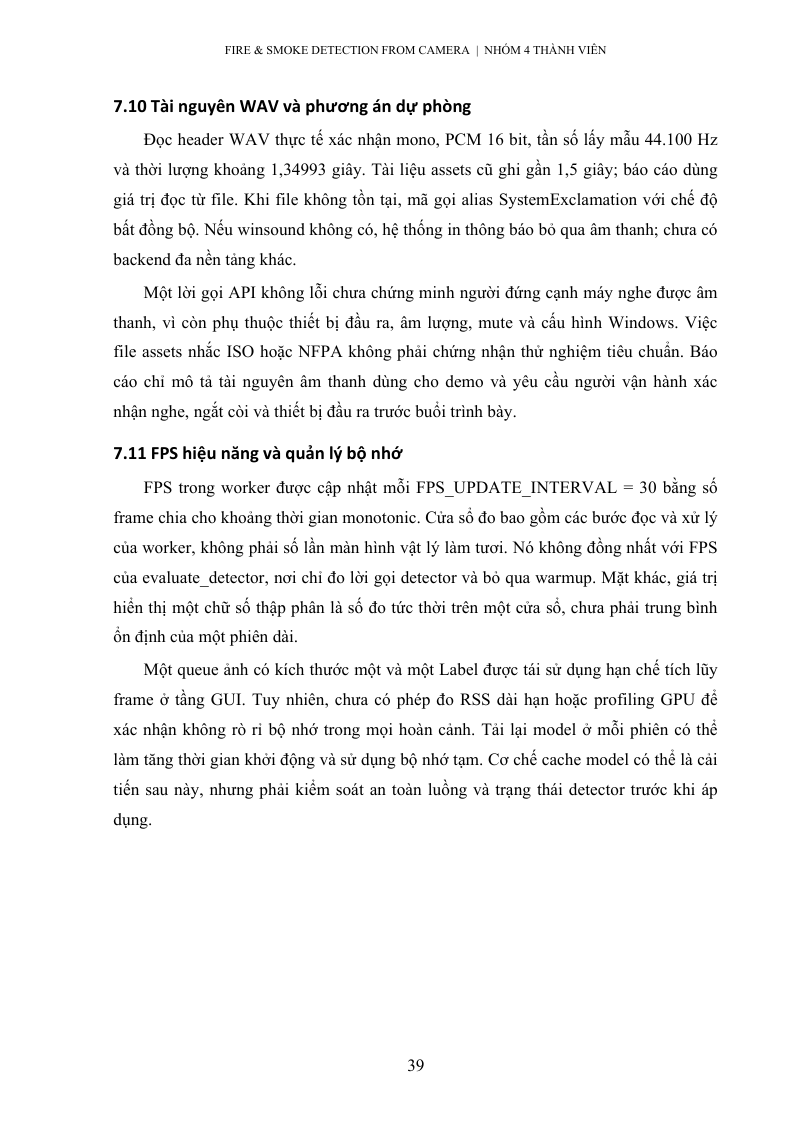 FIRE & SMOKE DETECTION FROM CAMERA | NHÓM 4 THÀNH VIÊN
7.10 Tài nguyên WAV và phương án dự phòng
Đọc header WAV thực tế xác nhận mono, PCM 16 bit, tần số lấy mẫu 44.100 Hz
và thời lượng khoảng 1,34993 giây. Tài liệu assets cũ ghi gần 1,5 giây; báo cáo dùng
giá trị đọc từ file. Khi file không tồn tại, mã gọi alias SystemExclamation với chế độ
bất đồng bộ. Nếu winsound không có, hệ thống in thông báo bỏ qua âm thanh; chưa có
backend đa nền tảng khác.
Một lời gọi API không lỗi chưa chứng minh người đứng cạnh máy nghe được âm
thanh, vì còn phụ thuộc thiết bị đầu ra, âm lượng, mute và cấu hình Windows. Việc
file assets nhắc ISO hoặc NFPA không phải chứng nhận thử nghiệm tiêu chuẩn. Báo
cáo chỉ mô tả tài nguyên âm thanh dùng cho demo và yêu cầu người vận hành xác
nhận nghe, ngắt còi và thiết bị đầu ra trước buổi trình bày.
7.11 FPS hiệu năng và quản lý bộ nhớ
FPS trong worker được cập nhật mỗi FPS_UPDATE_INTERVAL = 30 bằng số
frame chia cho khoảng thời gian monotonic. Cửa sổ đo bao gồm các bước đọc và xử lý
của worker, không phải số lần màn hình vật lý làm tươi. Nó không đồng nhất với FPS
của evaluate_detector, nơi chỉ đo lời gọi detector và bỏ qua warmup. Mặt khác, giá trị
hiển thị một chữ số thập phân là số đo tức thời trên một cửa sổ, chưa phải trung bình
ổn định của một phiên dài.
Một queue ảnh có kích thước một và một Label được tái sử dụng hạn chế tích lũy
frame ở tầng GUI. Tuy nhiên, chưa có phép đo RSS dài hạn hoặc profiling GPU để
xác nhận không rò rỉ bộ nhớ trong mọi hoàn cảnh. Tải lại model ở mỗi phiên có thể
làm tăng thời gian khởi động và sử dụng bộ nhớ tạm. Cơ chế cache model có thể là cải
tiến sau này, nhưng phải kiểm soát an toàn luồng và trạng thái detector trước khi áp
dụng.
39